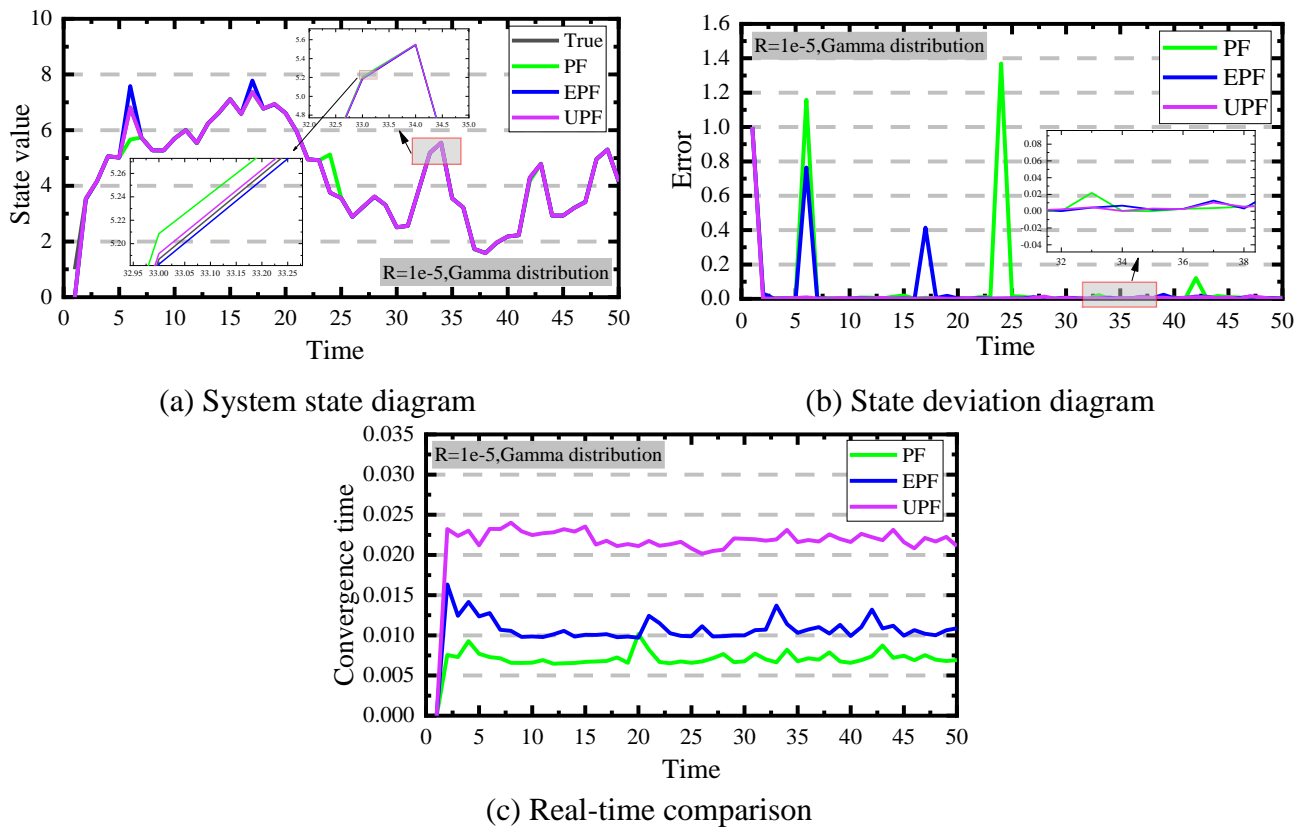 10
8
6
4
2
0
State value
0 5 10 15 20 25 30 35 40 45 50
Time
True
PF
EPF
UPF
5.6
5.4
5.2
5.0
4.8
32.0 32.5 33.0 33.5 34.0 34.5 35.0
5.26
5.24
5.22
5.20
32.95 33.00 33.05 33.10 33.15 33.20 33.25
R=1e-5,Gamma distribution
(a) System state diagram
1.6
1.4
1.2
1.0
0.8
0.6
0.4
0.2
0.0
Error
0 5 10 15 20 25 30 35 40 45 50
Time
R=1e-5,Gamma distribution
PF
EPF
UPF
0.08
0.06
0.04
0.02
0.00
-0.02
-0.04
32 34 36 38
(b) State deviation diagram
0.035
0.030
0.025
0.020
0.015
0.010
0.005
0.000
Convergence time
0 5 10 15 20 25 30 35 40 45 50
Time
R=1e-5,Gamma distribution
PF
EPF
UPF
(c) Real-time comparison